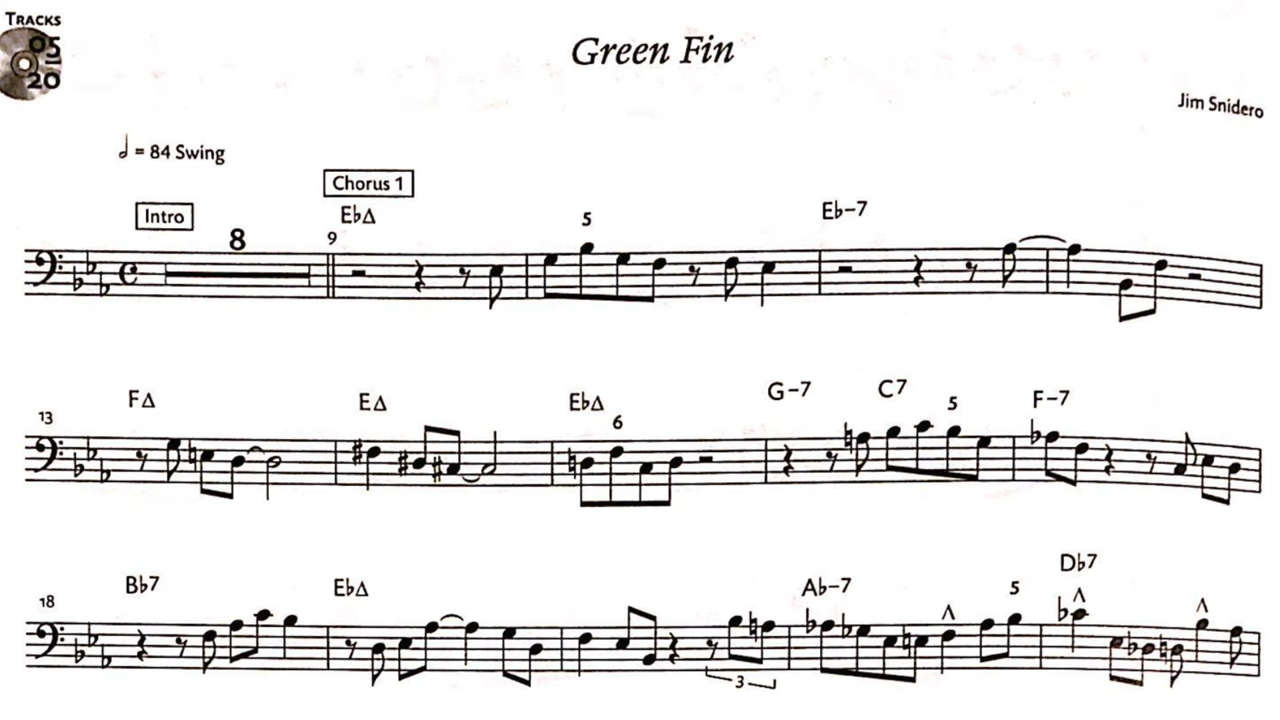 TRACKS
05
20
Green Fin
Jim Snidero
= 84 Swing
Chorus 1
Intro
8
9
E♭Δ
5
E♭–7
13
FΔ
EΔ
E♭Δ
6
G–7
C7
5
F–7
18
B♭7
E♭Δ
3
A♭–7
5
D♭7